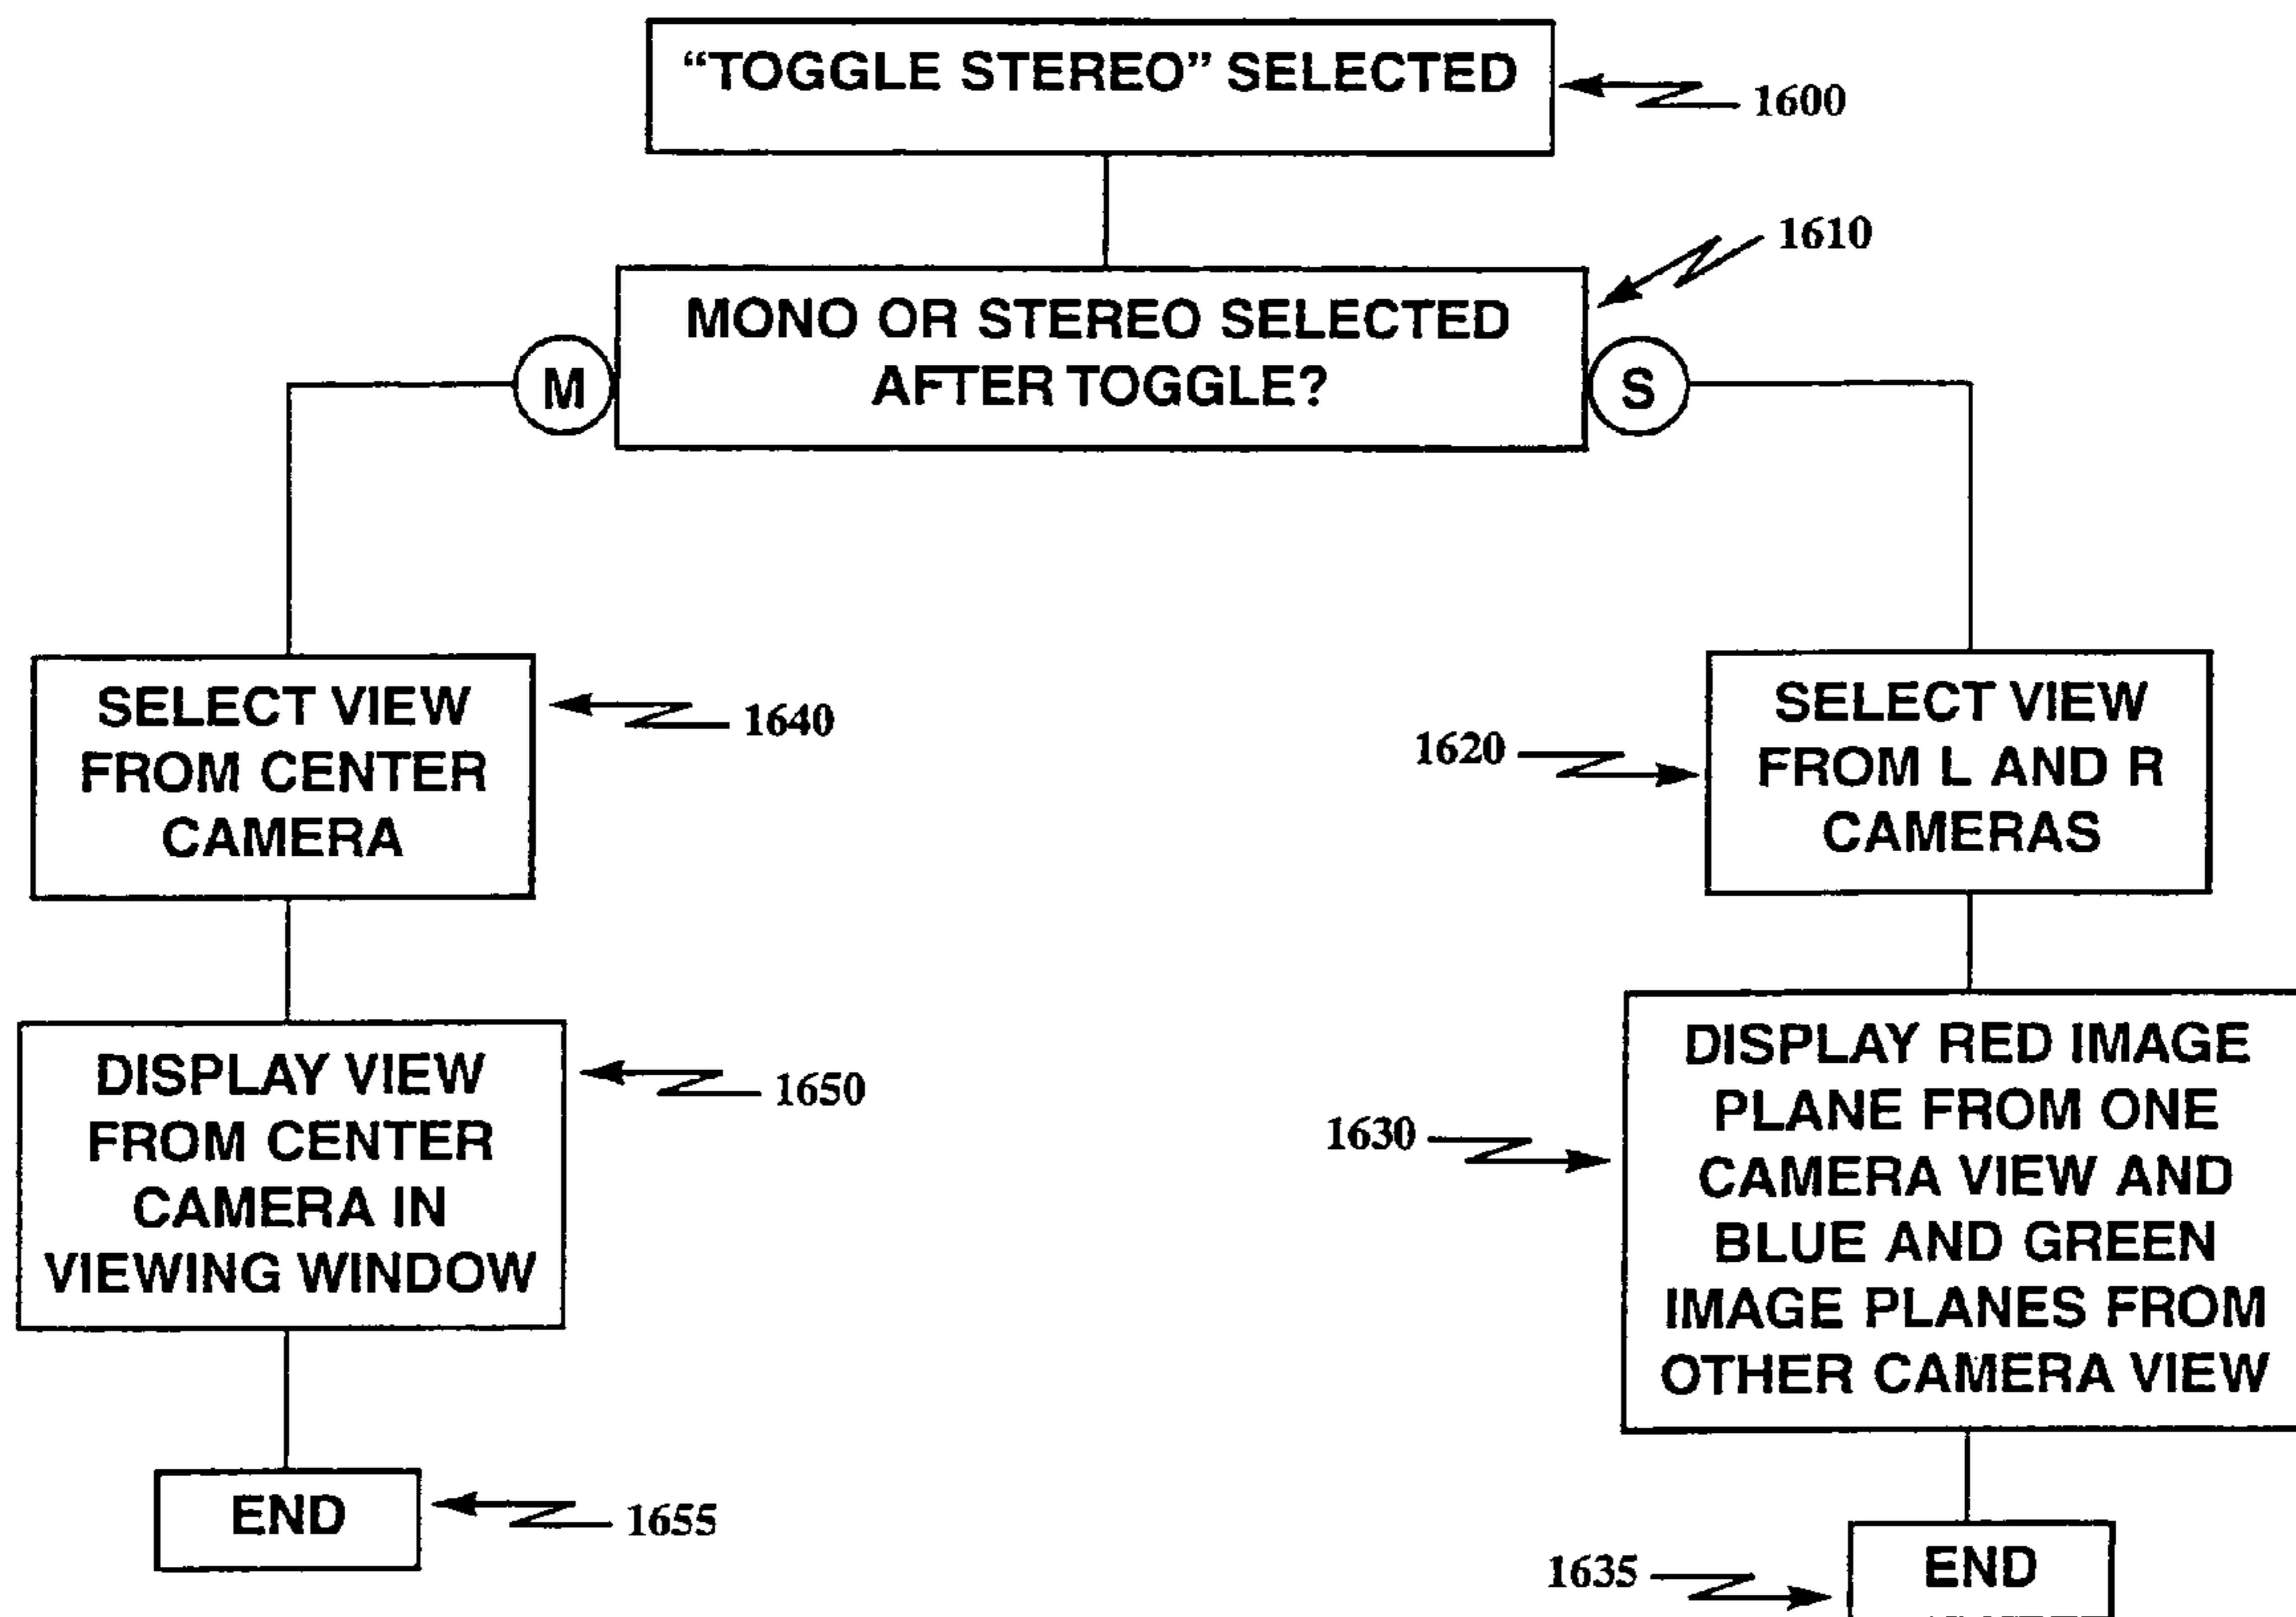 “TOGGLE STEREO” SELECTED
1600
1610
MONO OR STEREO SELECTED
AFTER TOGGLE?
M
S
SELECT VIEW
FROM CENTER
CAMERA
1640
SELECT VIEW
FROM L AND R
CAMERAS
1620
DISPLAY VIEW
FROM CENTER
CAMERA IN
VIEWING WINDOW
1650
DISPLAY RED IMAGE
PLANE FROM ONE
CAMERA VIEW AND
BLUE AND GREEN
IMAGE PLANES FROM
OTHER CAMERA VIEW
1630
END
1655
END
1635